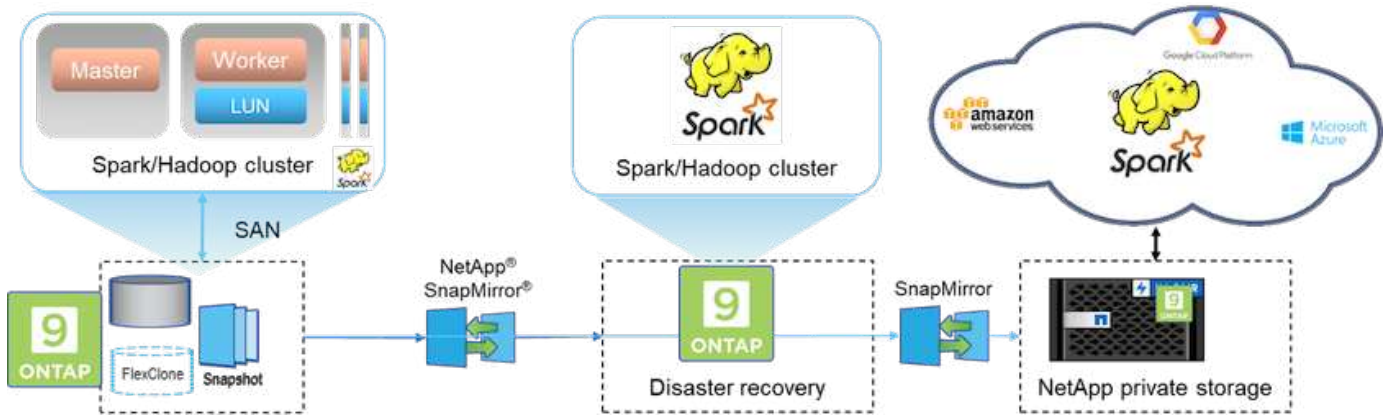 Master
Worker
LUN
Spark/Hadoop cluster
Spark
SAN
9
ONTAP
FlexClone
Snapshot
NetApp®
SnapMirror®
Spark
Spark/Hadoop cluster
9
ONTAP
Disaster recovery
SnapMirror
Google Cloud Platform
amazon
web services
Spark
Microsoft
Azure
9
ONTAP
NetApp private storage